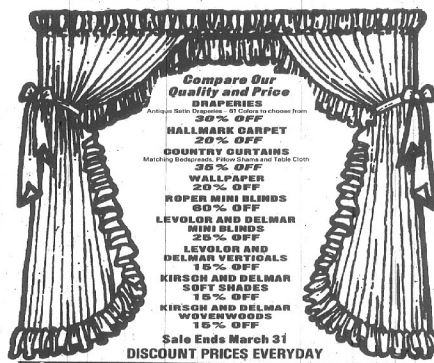 Compare Our
Quality and Price
DRAPERIES
Antique Satin Draperies - 61 Colors to choose from
30% OFF
HALLMARK CARPET
20% OFF
COUNTRY CURTAINS
Matching Bedspreads, Pillow Shams and Table Cloth
35% OFF
WALLPAPER
20% OFF
ROPER MINI BLINDS
60% OFF
LEVOLOR AND DELMAR
MINI BLINDS
25% OFF
LEVOLOR AND
DELMAR VERTICALS
15% OFF
KIRSCH AND DELMAR
SOFT SHADES
15% OFF
KIRSCH AND DELMAR
WOVENWOODS
15% OFF
Sale Ends March 31
DISCOUNT PRICES EVERYDAY